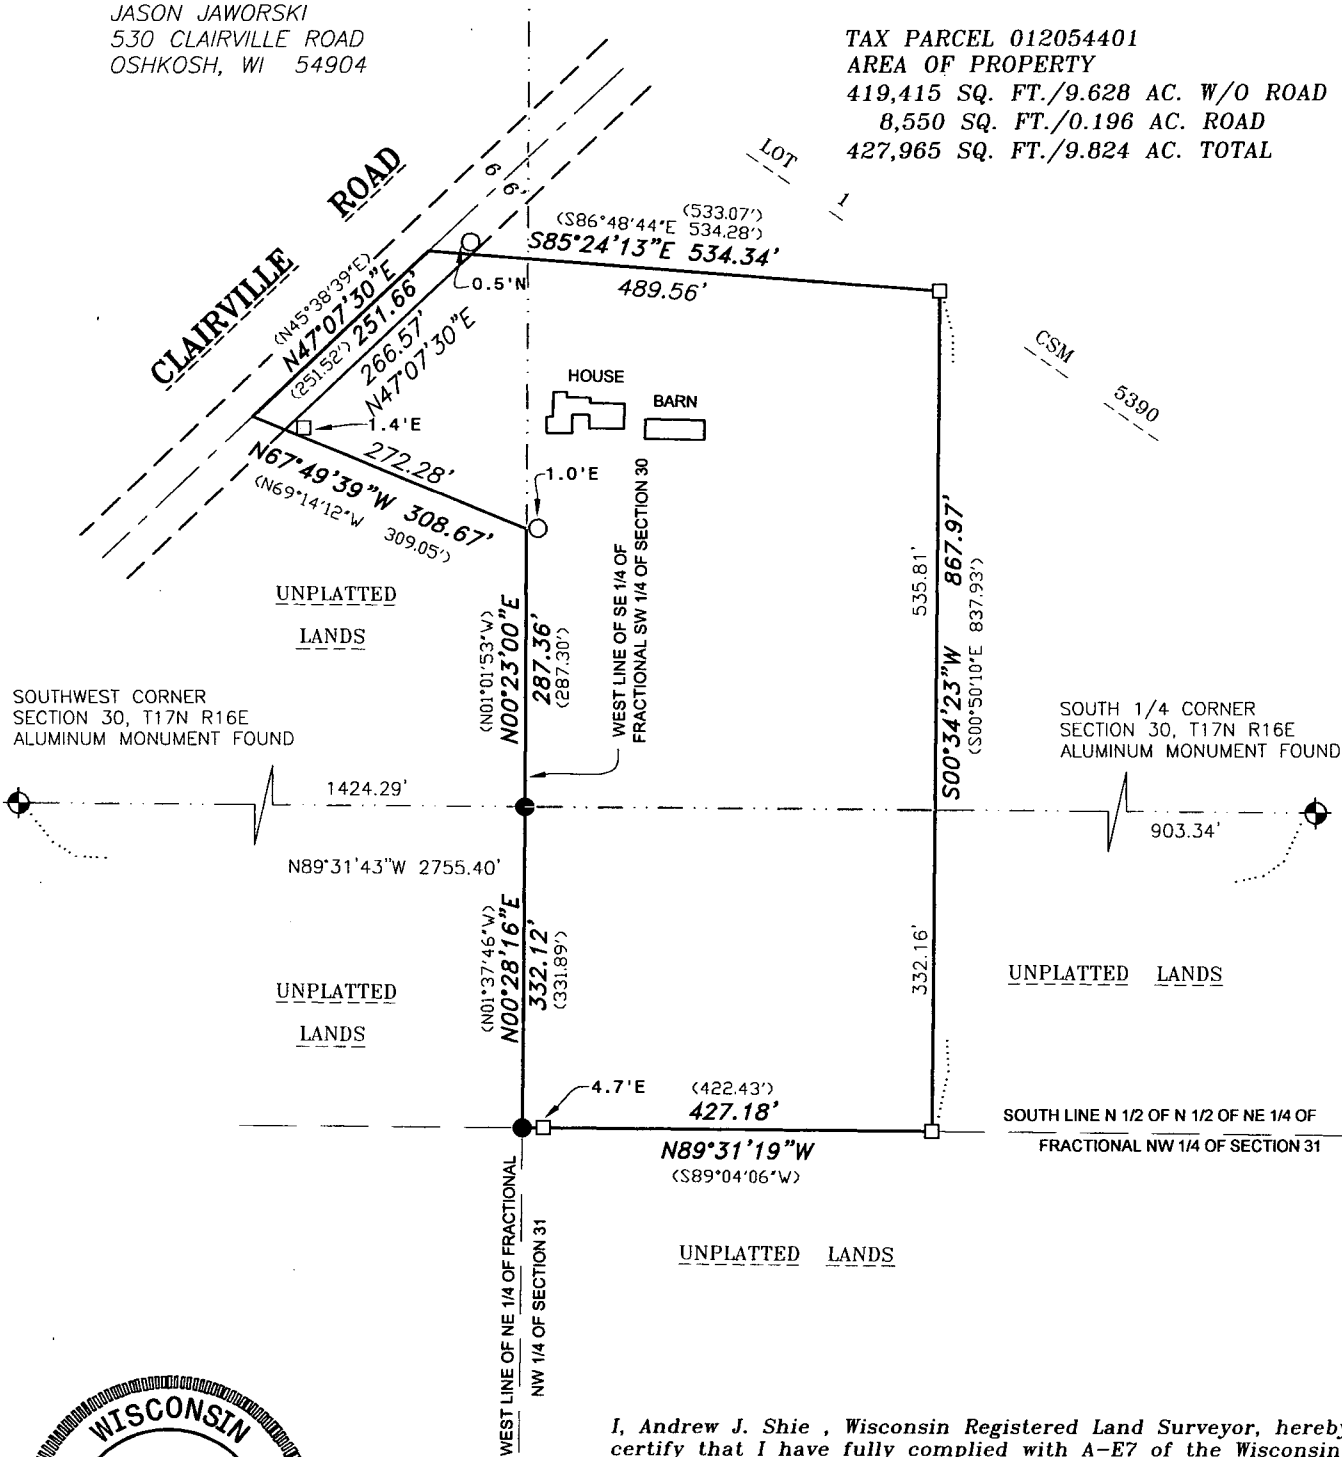 JASON JAWORSKI
530 CLAIRVILLE ROAD
OSHKOSH, WI 54904
TAX PARCEL 012054401
AREA OF PROPERTY
419,415 SQ. FT./9.628 AC. W/O ROAD
8,550 SQ. FT./0.196 AC. ROAD
427,965 SQ. FT./9.824 AC. TOTAL
CLAIRVILLE ROAD
66'
LOT 1
(533.07')
(S86°48'44"E 534.28')
S85°24'13"E 534.34'
489.56'
0.5'N
(N45°38'39"E)
N47°07'30"E
(251.52') 251.66'
266.57'
N47°07'30"E
1.4'E
272.28'
N67°49'39"W 308.67'
(N69°14'12"W 309.05')
HOUSE
BARN
1.0'E
CSM 5390
WEST LINE OF SE 1/4 OF
FRACTIONAL SW 1/4 OF SECTION 30
UNPLATTED
LANDS
(N01°01'53"W)
N00°23'00"E
287.36'
(287.30')
535.81'
S00°34'23"W 867.97'
(S00°50'10"E 837.93')
SOUTHWEST CORNER
SECTION 30, T17N R16E
ALUMINUM MONUMENT FOUND
SOUTH 1/4 CORNER
SECTION 30, T17N R16E
ALUMINUM MONUMENT FOUND
1424.29'
903.34'
N89°31'43"W 2755.40'
(N01°37'46"W)
N00°28'16"E
332.12'
(331.89')
332.16'
UNPLATTED
LANDS
UNPLATTED LANDS
4.7'E
(422.43')
427.18'
N89°31'19"W
(S89°04'06"W)
SOUTH LINE N 1/2 OF N 1/2 OF NE 1/4 OF
FRACTIONAL NW 1/4 OF SECTION 31
WEST LINE OF NE 1/4 OF FRACTIONAL
NW 1/4 OF SECTION 31
UNPLATTED LANDS
WISCONSIN
I, Andrew J. Shie , Wisconsin Registered Land Surveyor, hereby
certify that I have fully complied with A-E7 of the Wisconsin